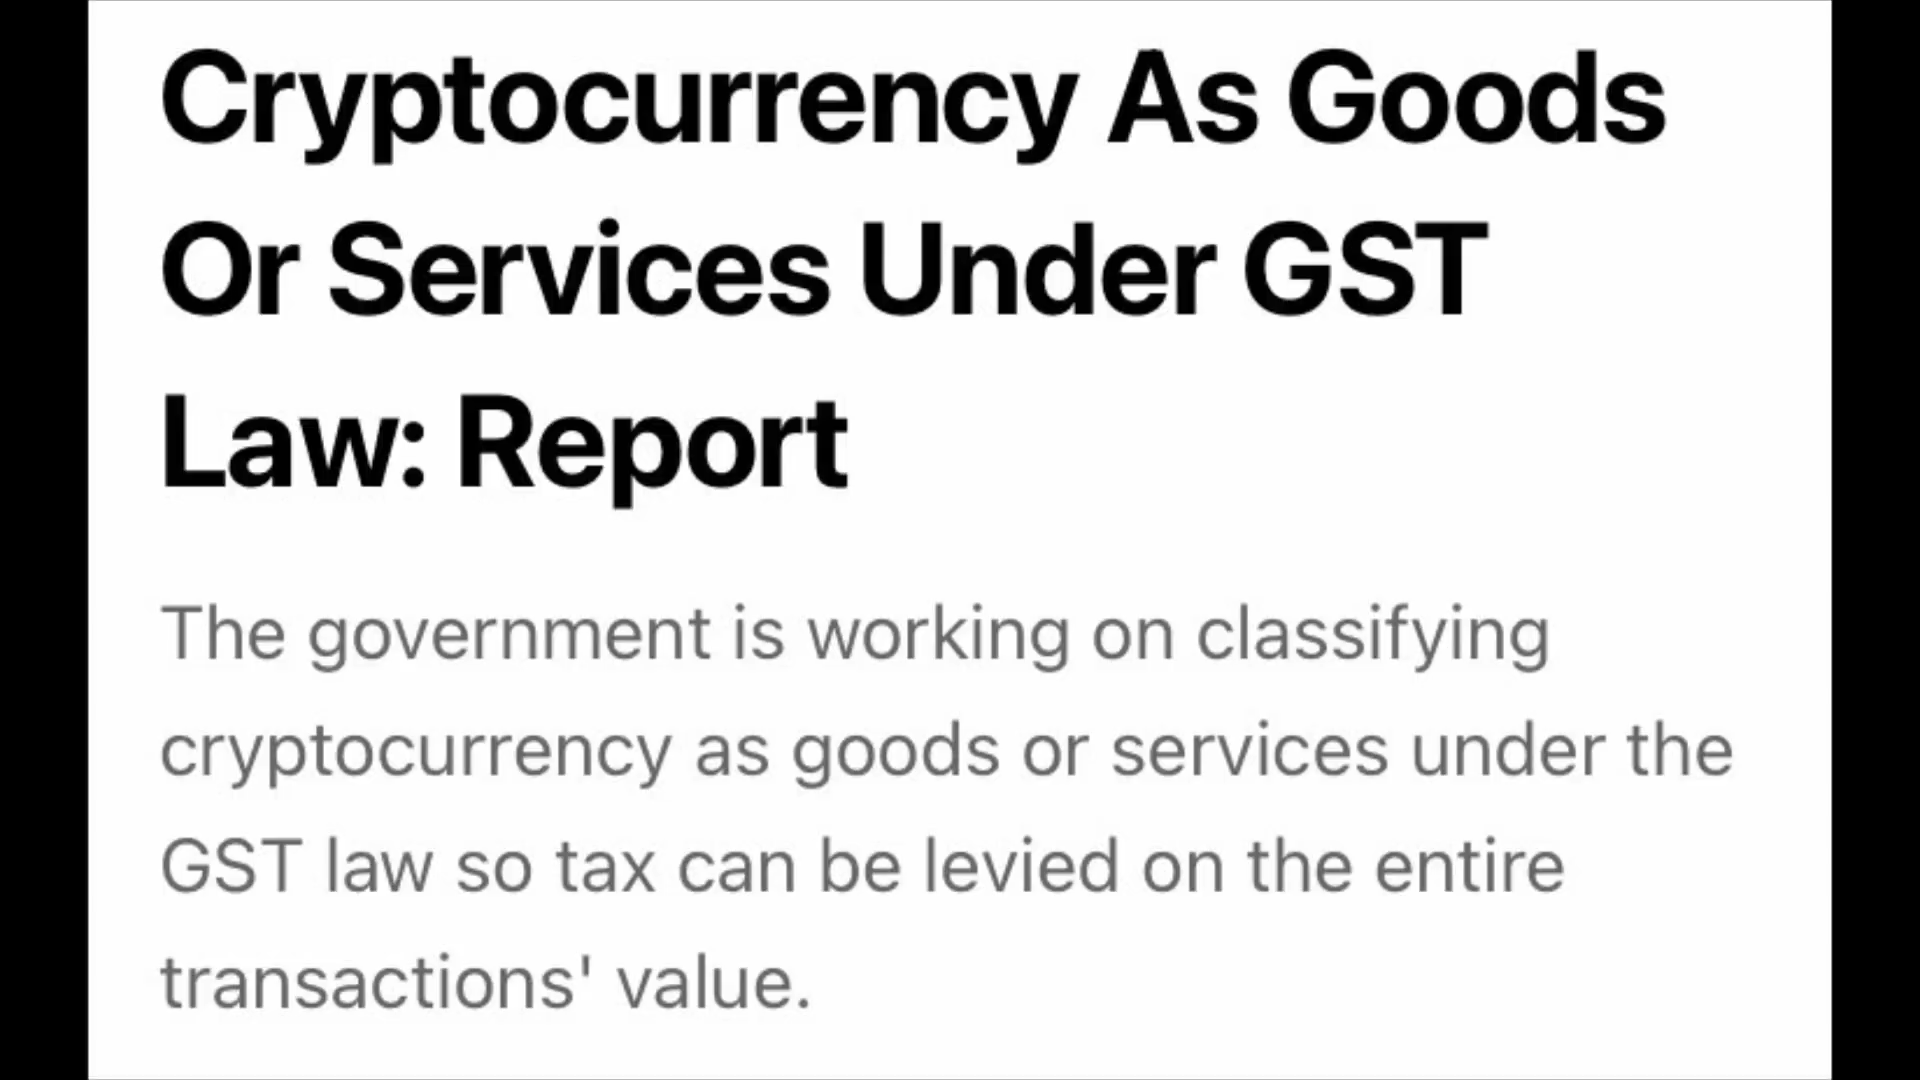 Cryptocurrency As Goods
Or Services Under GST
Law: Report
The government is working on classifying
cryptocurrency as goods or services under the
GST law so tax can be levied on the entire
transactions' value.